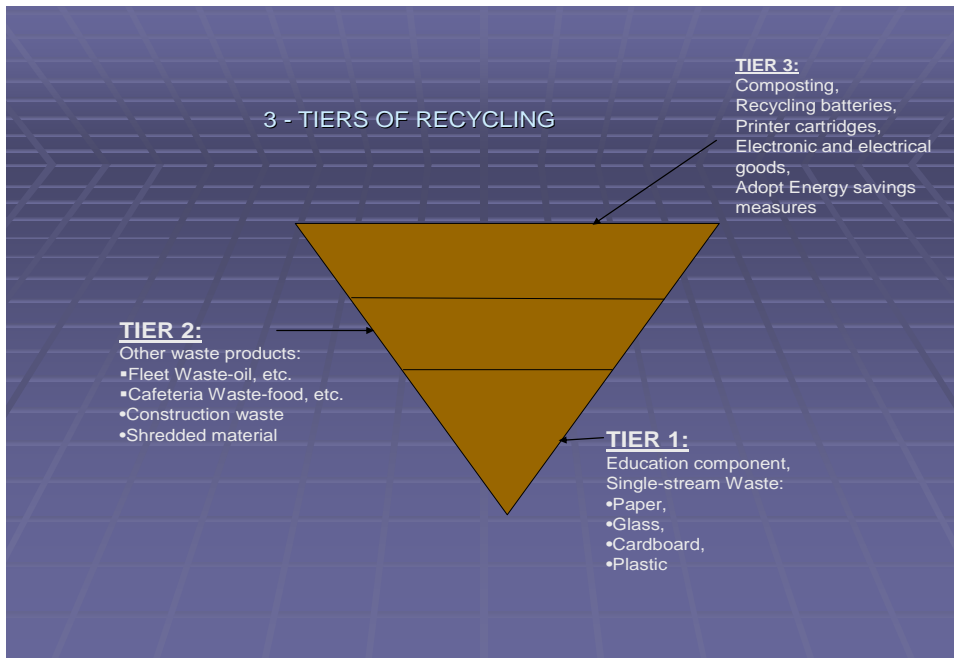 3 - TIERS OF RECYCLING
TIER 3:
Composting,
Recycling batteries,
Printer cartridges,
Electronic and electrical
goods,
Adopt Energy savings
measures
TIER 2:
Other waste products:
▪Fleet Waste-oil, etc.
▪Cafeteria Waste-food, etc.
•Construction waste
•Shredded material
TIER 1:
Education component,
Single-stream Waste:
•Paper,
•Glass,
•Cardboard,
•Plastic